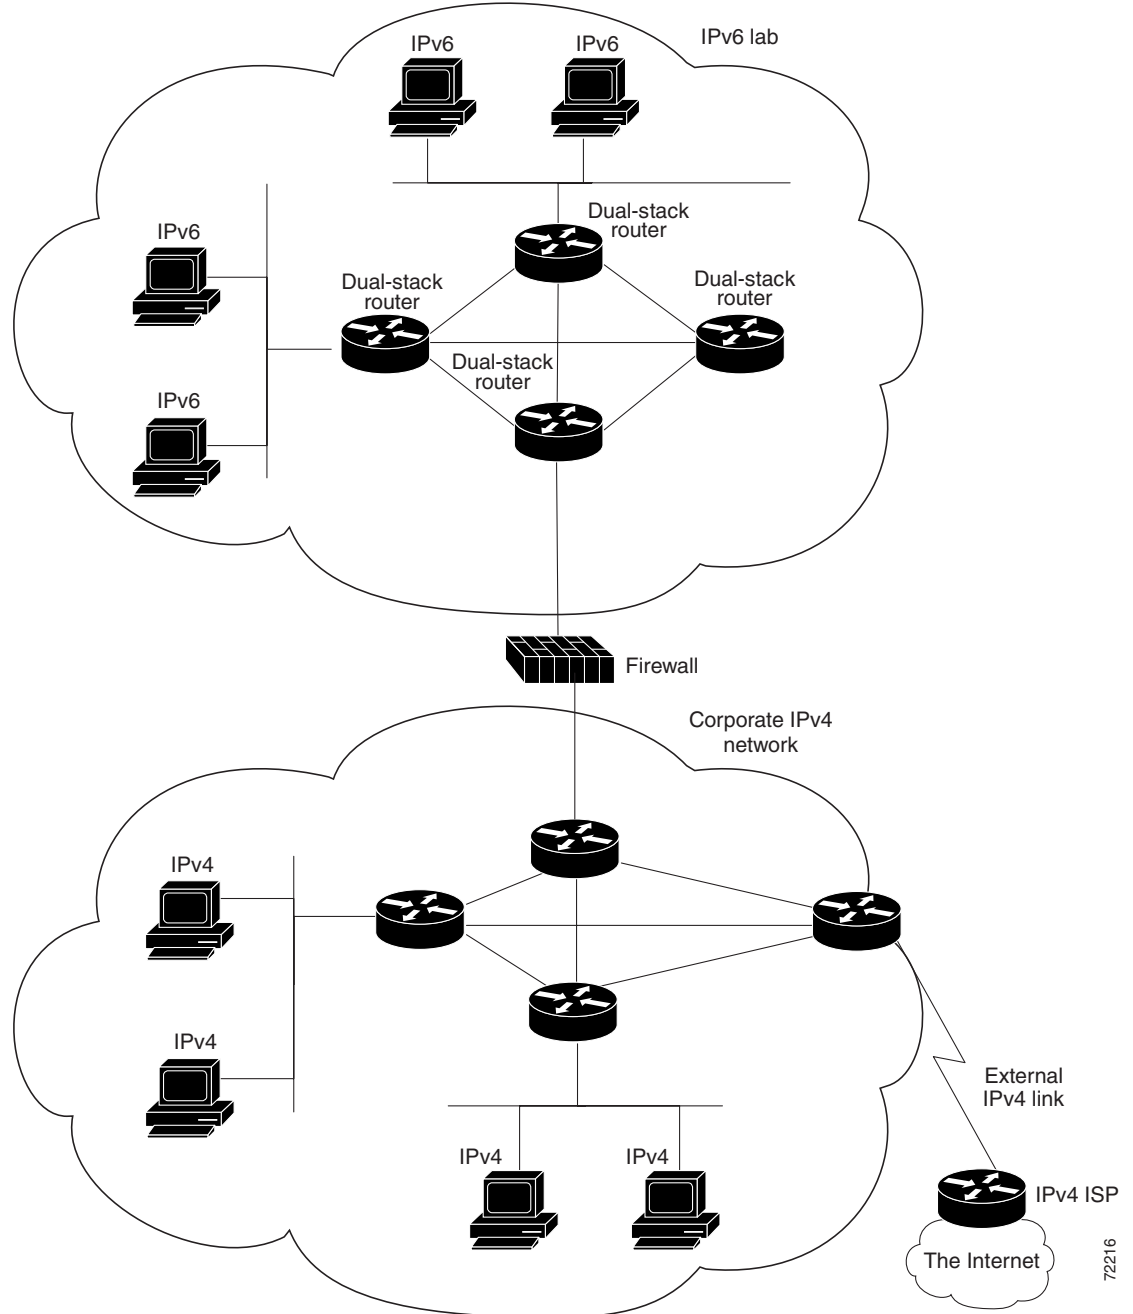 IPv6
IPv6
IPv6 lab
Dual-stack
router
IPv6
Dual-stack
router
Dual-stack
router
Dual-stack
router
IPv6
Firewall
Corporate IPv4
network
IPv4
IPv4
External
IPv4 link
IPv4
IPv4
IPv4 ISP
The Internet
72216